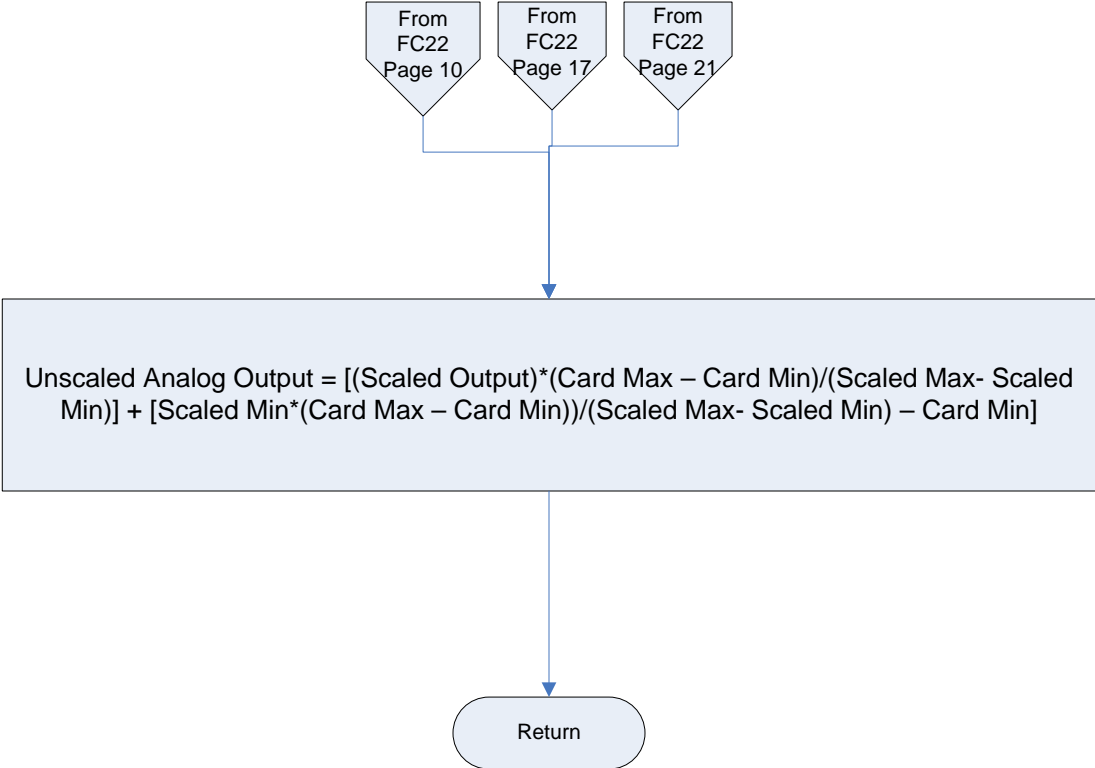 From
FC22
Page 10
From
FC22
Page 17
From
FC22
Page 21
Unscaled Analog Output = [(Scaled Output)*(Card Max – Card Min)/(Scaled Max- Scaled
Min)] + [Scaled Min*(Card Max – Card Min))/(Scaled Max- Scaled Min) – Card Min]
Return